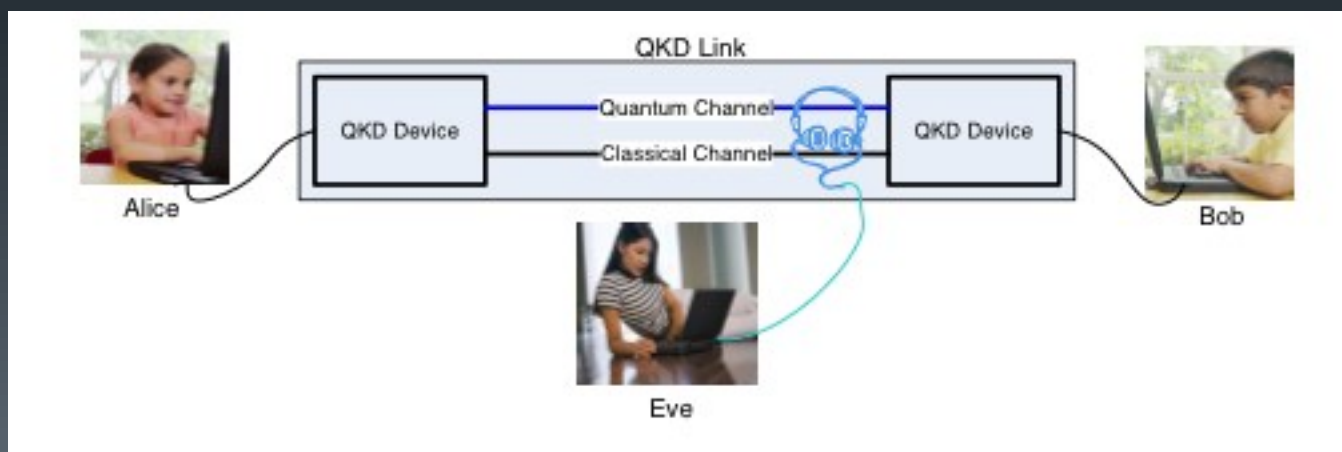 QKD Link
QKD Device
Quantum Channel
Classical Channel
QKD Device
Alice
Bob
Eve